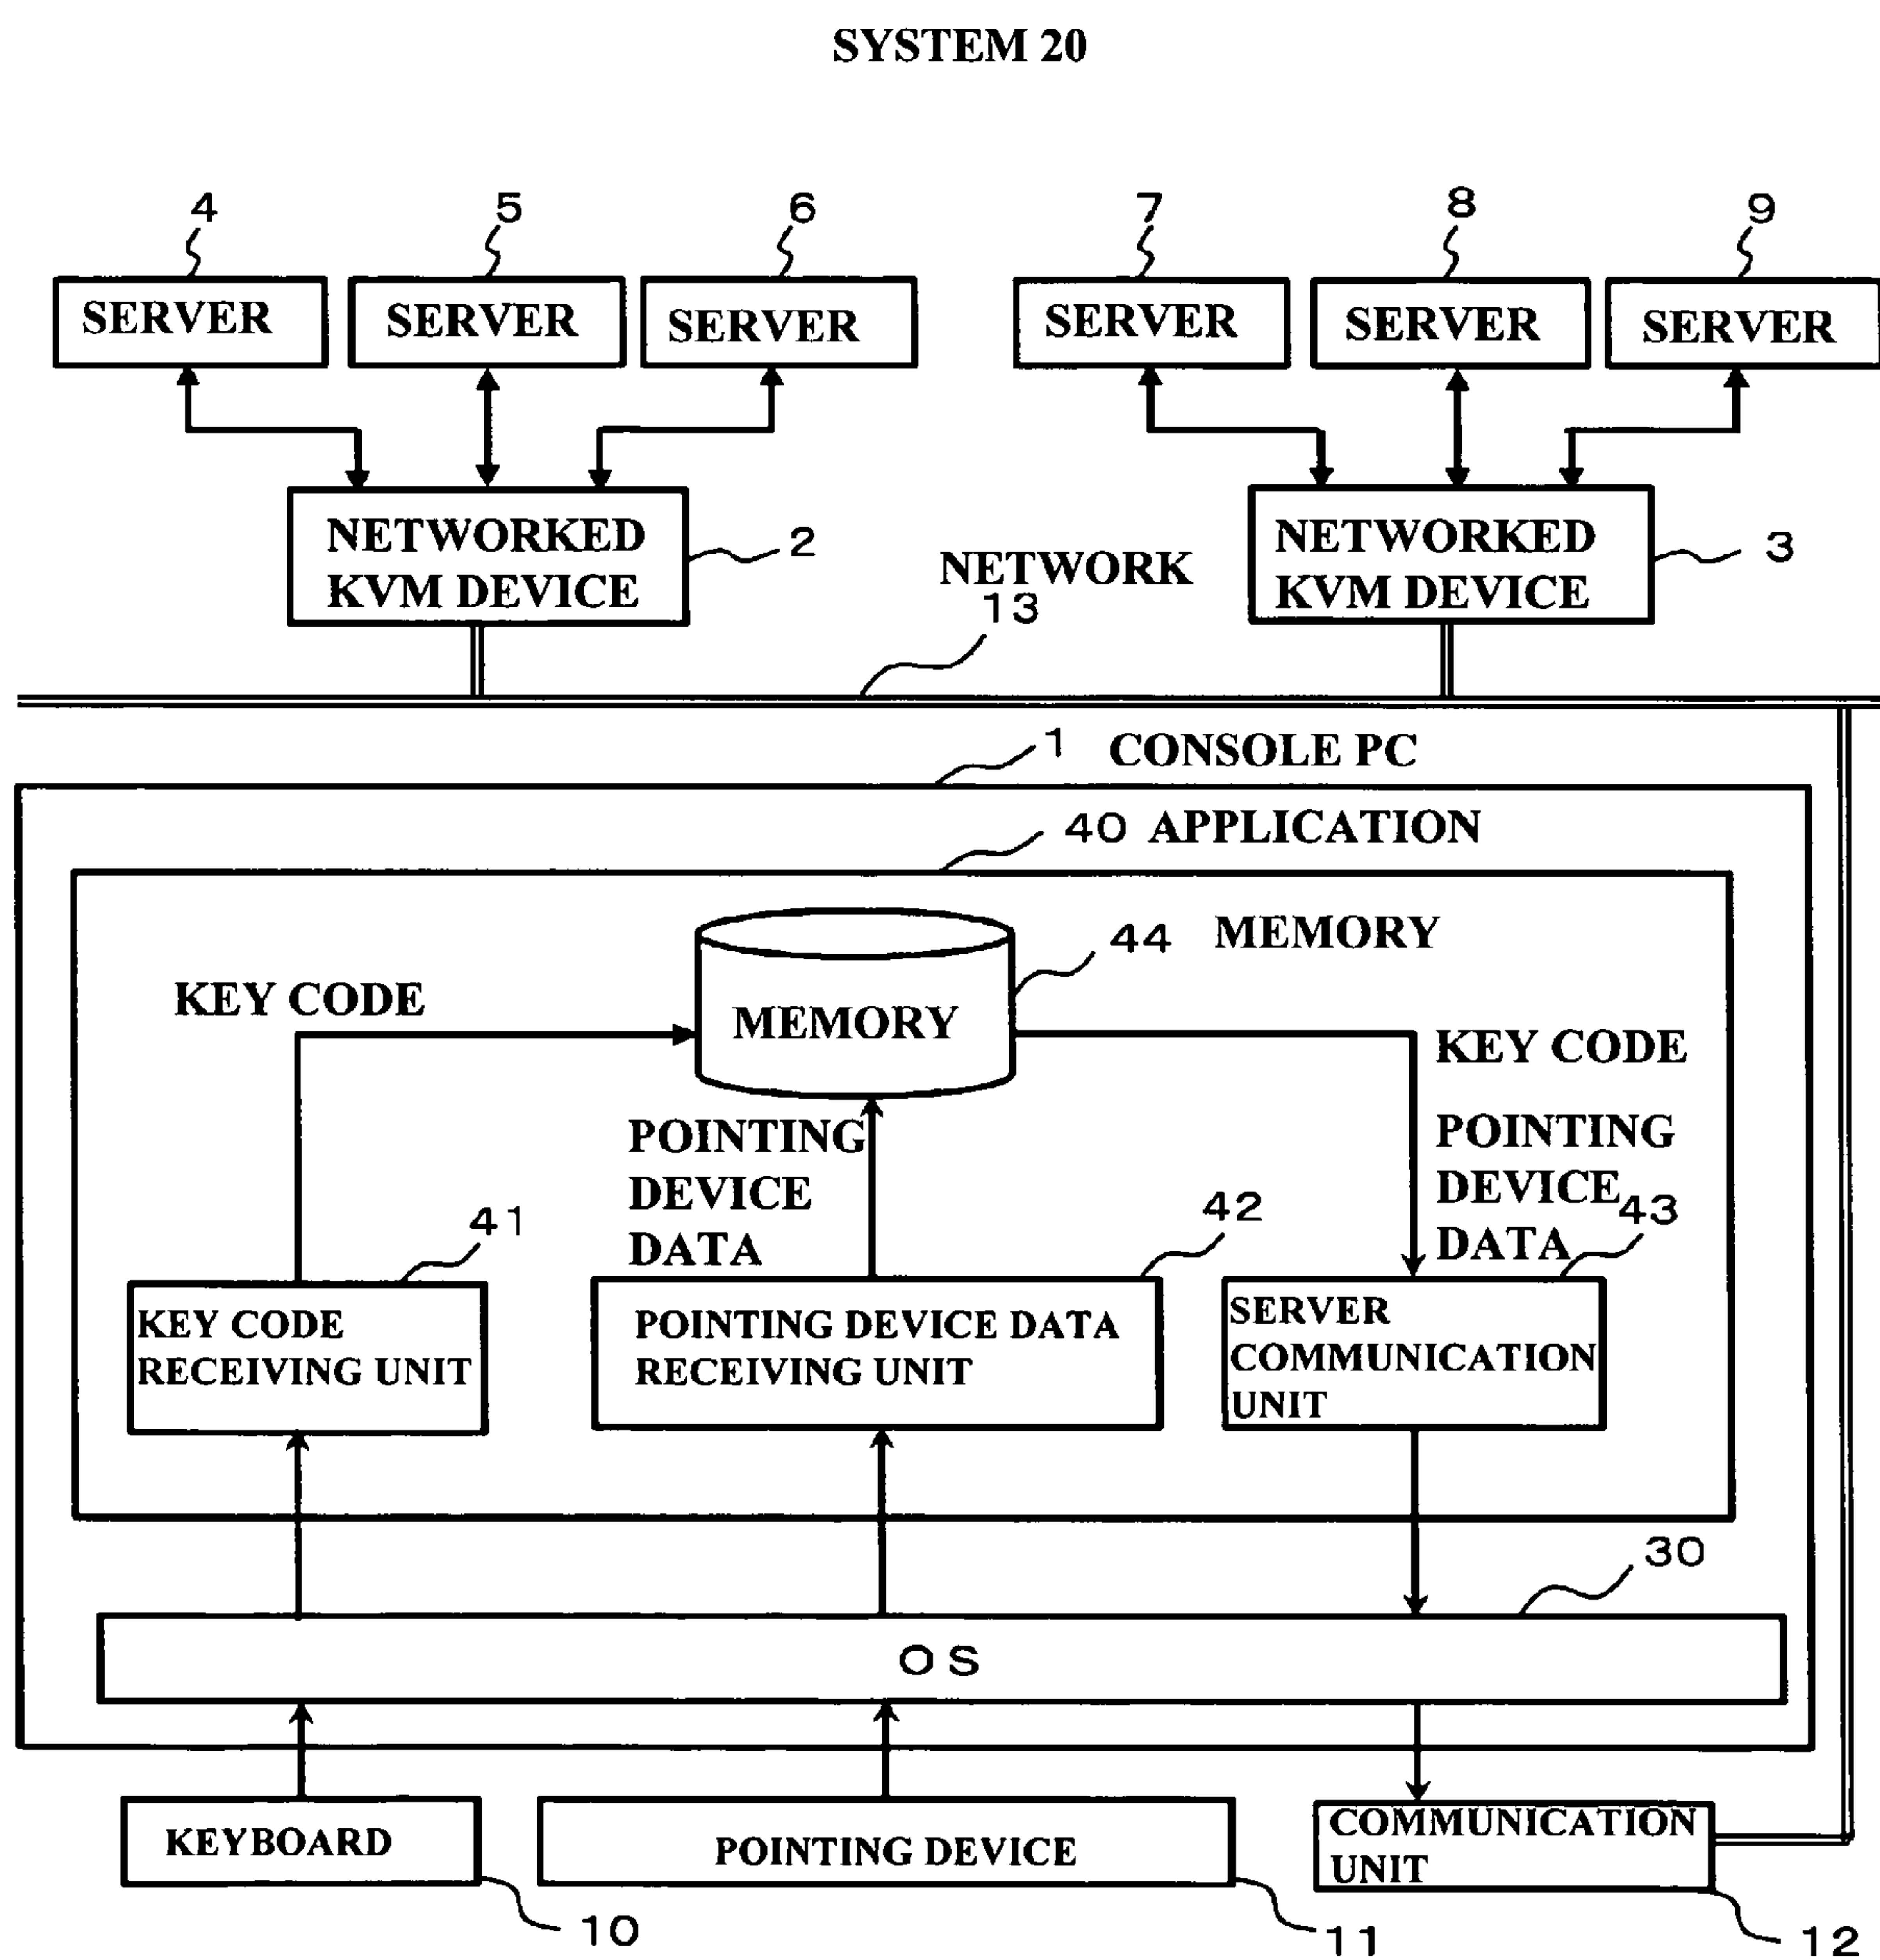 SYSTEM 20
4
5
6
7
8
9
SERVER
SERVER
SERVER
SERVER
SERVER
SERVER
NETWORKED
KVM DEVICE
2
NETWORK
13
NETWORKED
KVM DEVICE
3
1 CONSOLE PC
40 APPLICATION
44 MEMORY
KEY CODE
MEMORY
KEY CODE
POINTING
DEVICE
DATA
POINTING
DEVICE
DATA
41
42
43
KEY CODE
RECEIVING UNIT
POINTING DEVICE DATA
RECEIVING UNIT
SERVER
COMMUNICATION
UNIT
30
OS
KEYBOARD
POINTING DEVICE
COMMUNICATION
UNIT
10
11
12